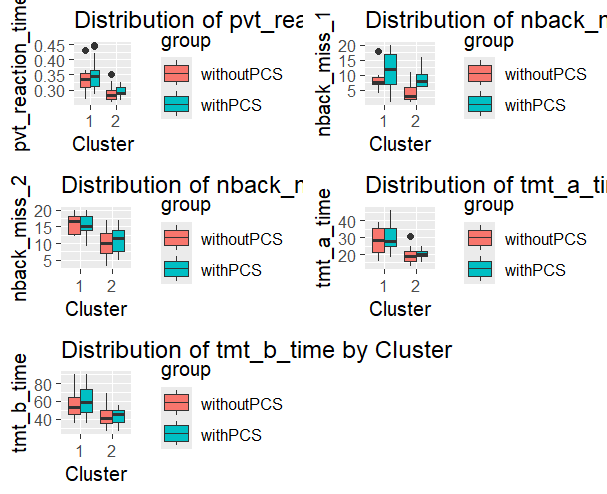 Distribution of pvt_rea
pvt_reaction_time
0.45
0.40
0.35
0.30
1 2
Cluster
group
withoutPCS
withPCS
Distribution of nback_m
nback_miss_1
20
15
10
5
1 2
Cluster
group
withoutPCS
withPCS
Distribution of nback_m
nback_miss_2
20
15
10
5
1 2
Cluster
group
withoutPCS
withPCS
Distribution of tmt_a_ti
tmt_a_time
40
30
20
1 2
Cluster
group
withoutPCS
withPCS
Distribution of tmt_b_time by Cluster
tmt_b_time
80
60
40
1 2
Cluster
group
withoutPCS
withPCS